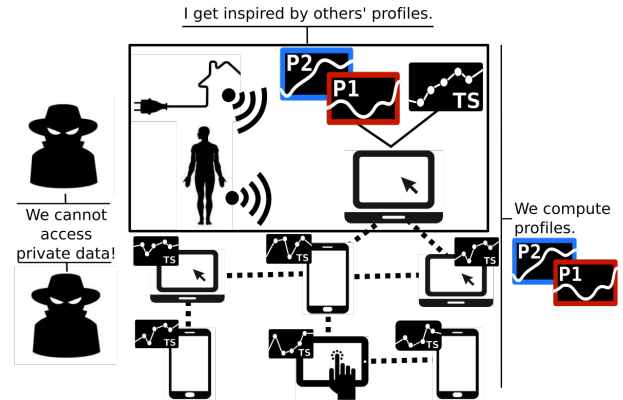 I get inspired by others' profiles.
P2
P1
TS
We cannot
access
private data!
We compute
profiles.
P2
P1
TS
TS
TS
TS
TS
TS